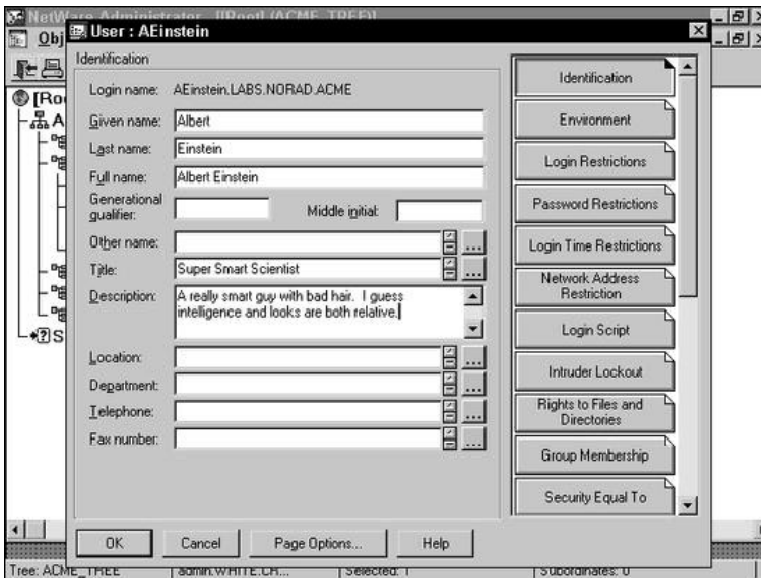 NetWare Administrator - [[Root] (ACME_TREE)]
Obj
User : AEinstein
[Ro
A
S
Identification
Login name: AEinstein.LABS.NORAD.ACME
Given name: Albert
Last name: Einstein
Full name: Albert Einstein
Generational qualifier:
Middle initial:
Other name:
Title: Super Smart Scientist
Description: A really smart guy with bad hair. I guess
intelligence and looks are both relative.
Location:
Department:
Telephone:
Fax number:
Identification
Environment
Login Restrictions
Password Restrictions
Login Time Restrictions
Network Address
Restriction
Login Script
Intruder Lockout
Rights to Files and
Directories
Group Membership
Security Equal To
OK Cancel Page Options... Help
Tree: ACME_TREE admin.WHITE.CR... Selected: 1 Subordinates: 0